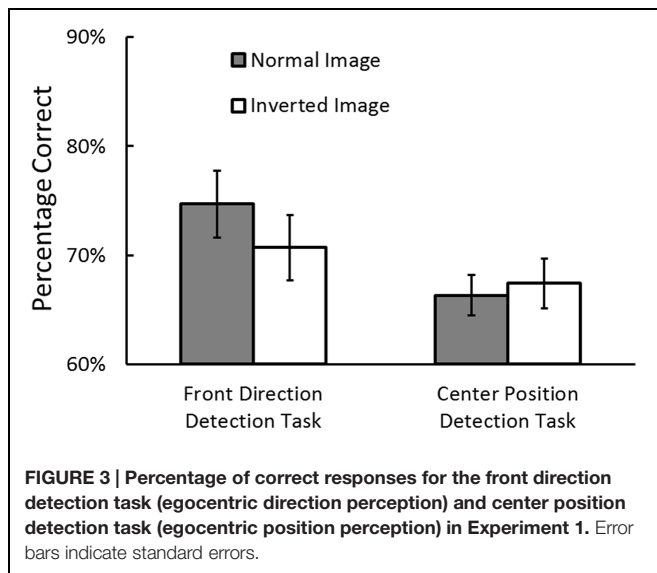 90%
Normal Image
Inverted Image
80%
70%
60%
Percentage Correct
Front Direction
Detection Task
Center Position
Detection Task
FIGURE 3 | Percentage of correct responses for the front direction
detection task (egocentric direction perception) and center position
detection task (egocentric position perception) in Experiment 1. Error
bars indicate standard errors.